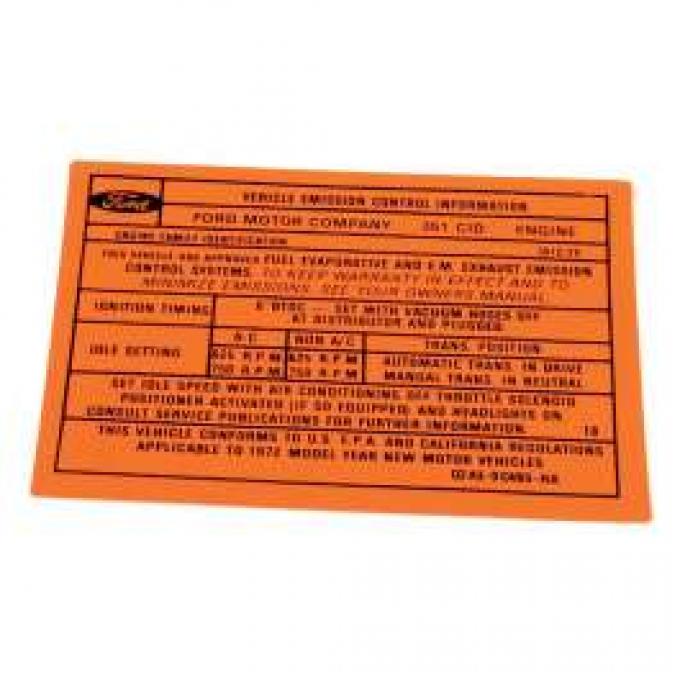 Ford
VEHICLE EMISSION CONTROL INFORMATION
FORD MOTOR COMPANY 351 CID. ENGINE
ENGINE FAMILY IDENTIFICATION
THIS VEHICLE HAS APPROVED FUEL EVAPORATIVE AND E.M. EXHAUST EMISSION
CONTROL SYSTEMS. TO KEEP WARRANTY IN EFFECT AND TO
MINIMIZE EMISSIONS SEE YOUR OWNERS MANUAL.
IGNITION TIMING 6° BTDC SET WITH VACUUM HOSES OFF
AT DISTRIBUTOR AND PLUGGED
A/C NON A/C TRANS. POSITION
IDLE SETTING 625 R.P.M 625 R.P.M AUTOMATIC TRANS. IN DRIVE
750 R.P.M 750 R.P.M MANUAL TRANS. IN NEUTRAL
SET IDLE SPEED WITH AIR CONDITIONING OFF THROTTLE SOLENOID
POSITIONER ACTIVATED (IF SO EQUIPPED) AND HEADLIGHTS ON
CONSULT SERVICE PUBLICATIONS FOR FURTHER INFORMATION.
THIS VEHICLE CONFORMS TO U.S. E.P.A. AND CALIFORNIA REGULATIONS
APPLICABLE TO 1972 MODEL YEAR NEW MOTOR VEHICLES